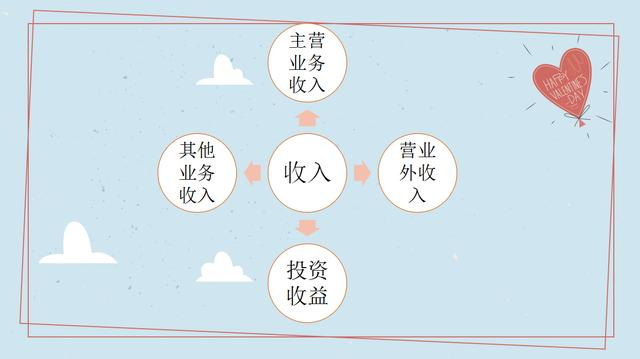 主营
业务
收入
HAPPY
VALENTINE'S
DAY
其他
业务
收入
收入
营业
外收
入
投资
收益